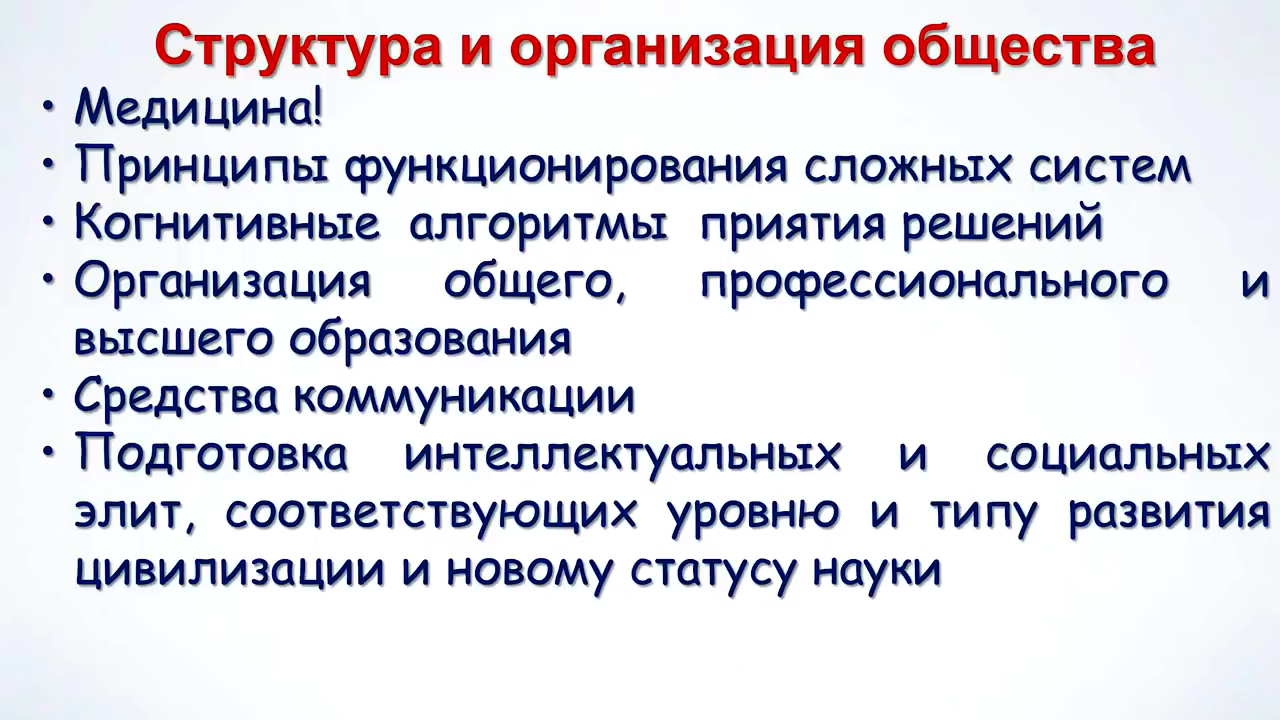 Структура и организация общества
• Медицина!
• Принципы функционирования сложных систем
• Когнитивные алгоритмы приятия решений
• Организация общего, профессионального и
высшего образования
• Средства коммуникации
• Подготовка интеллектуальных и социальных
элит, соответствующих уровню и типу развития
цивилизации и новому статусу науки